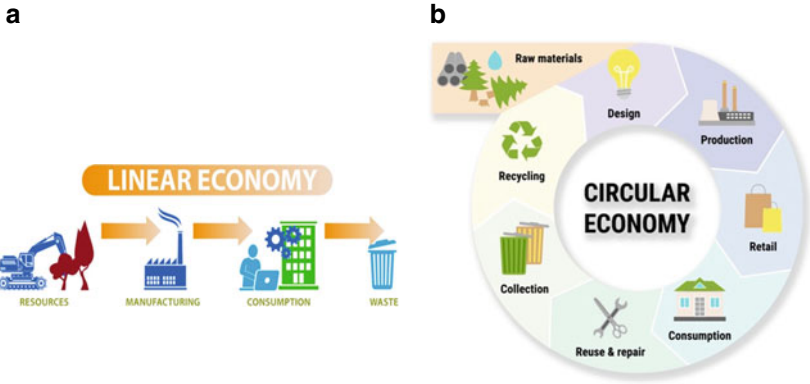 a
LINEAR ECONOMY
RESOURCES
MANUFACTURING
CONSUMPTION
WASTE
b
Raw materials
Design
Production
Retail
Consumption
Reuse & repair
Collection
Recycling
CIRCULAR
ECONOMY